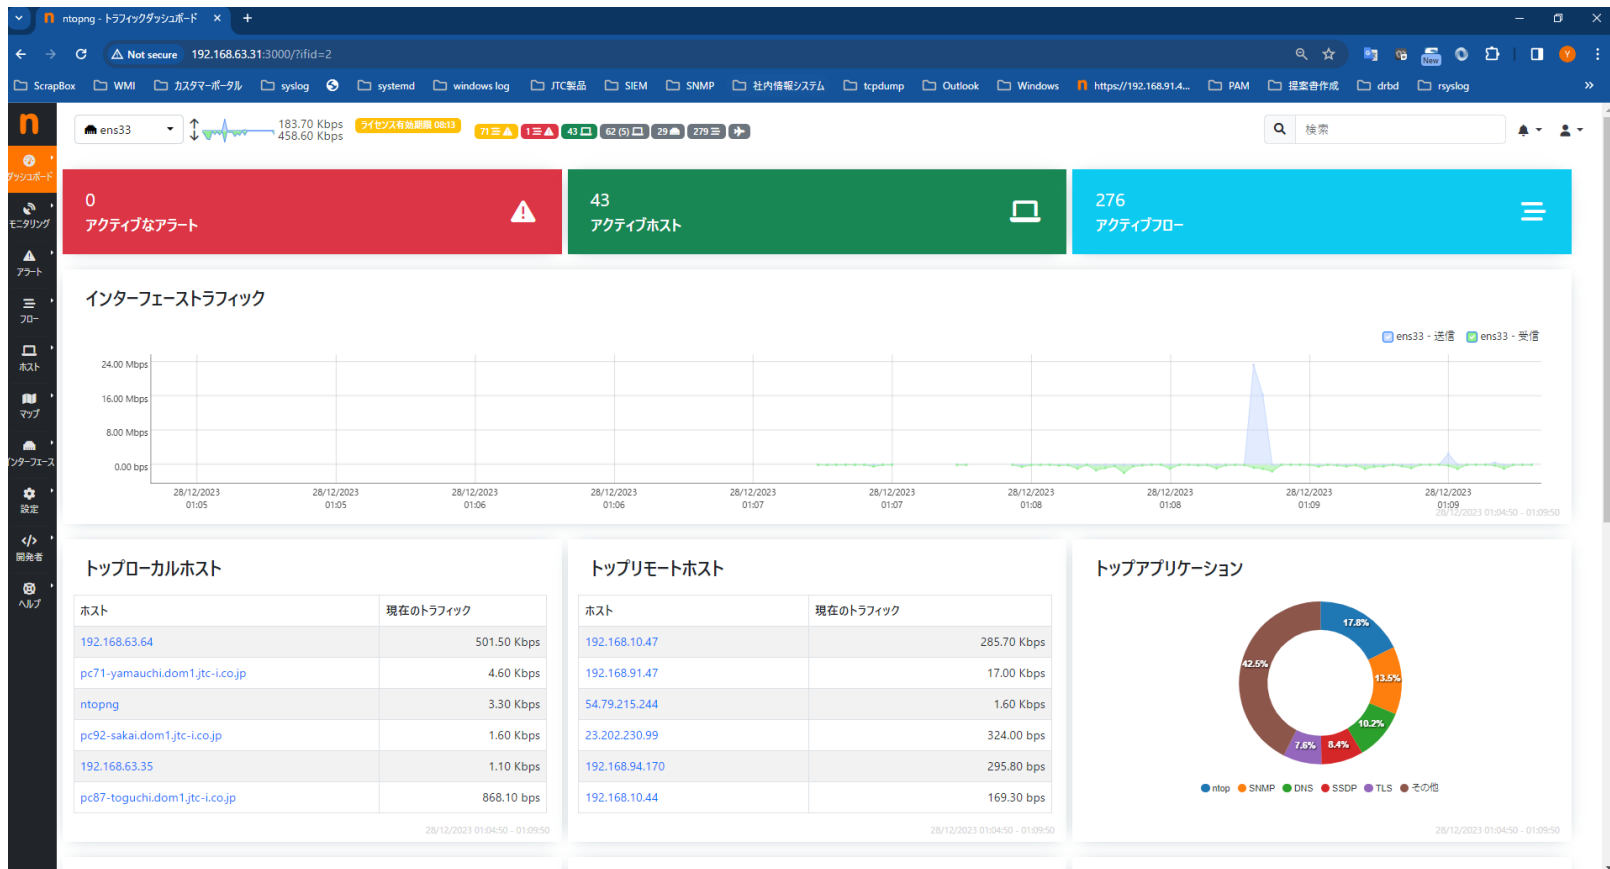 ntopng - トラフィックダッシュボード
Not secure 192.168.63.31:3000/?ifid=2
New
Y
ScrapBox WMI カスタマーポータル syslog systemd windows log JTC製品 SIEM SNMP 社内情報システム tcpdump Outlook Windows https://192.168.91.4... PAM 提案書作成 drbd rsyslog
n
ens33
183.70 Kbps
458.60 Kbps
ライセンス有効期限 08:13
71 1 43 62 (5) 29 279
検索
ダッシュボード
モニタリング
アラート
フロー
ホスト
マップ
インターフェース
設定
開発者
ヘルプ
0
アクティブなアラート
43
アクティブホスト
276
アクティブフロー
インターフェーストラフィック
ens33 - 送信 ens33 - 受信
24.00 Mbps
16.00 Mbps
8.00 Mbps
0.00 bps
28/12/2023 28/12/2023 28/12/2023 28/12/2023 28/12/2023 28/12/2023 28/12/2023 28/12/2023 28/12/2023 28/12/2023
01:05 01:05 01:06 01:06 01:07 01:07 01:08 01:08 01:09 01:09
28/12/2023 01:04:50 - 01:09:50
トップローカルホスト
ホスト 現在のトラフィック
192.168.63.64 501.50 Kbps
pc71-yamauchi.dom1.jtc-i.co.jp 4.60 Kbps
ntopng 3.30 Kbps
pc92-sakai.dom1.jtc-i.co.jp 1.60 Kbps
192.168.63.35 1.10 Kbps
pc87-toguchi.dom1.jtc-i.co.jp 868.10 bps
28/12/2023 01:04:50 - 01:09:50
トップリモートホスト
ホスト 現在のトラフィック
192.168.10.47 285.70 Kbps
192.168.91.47 17.00 Kbps
54.79.215.244 1.60 Kbps
23.202.230.99 324.00 bps
192.168.94.170 295.80 bps
192.168.10.44 169.30 bps
28/12/2023 01:04:50 - 01:09:50
トップアプリケーション
17.8%
42.5%
13.5%
10.2%
7.6% 8.4%
ntop SNMP DNS SSDP TLS その他
28/12/2023 01:04:50 - 01:09:50